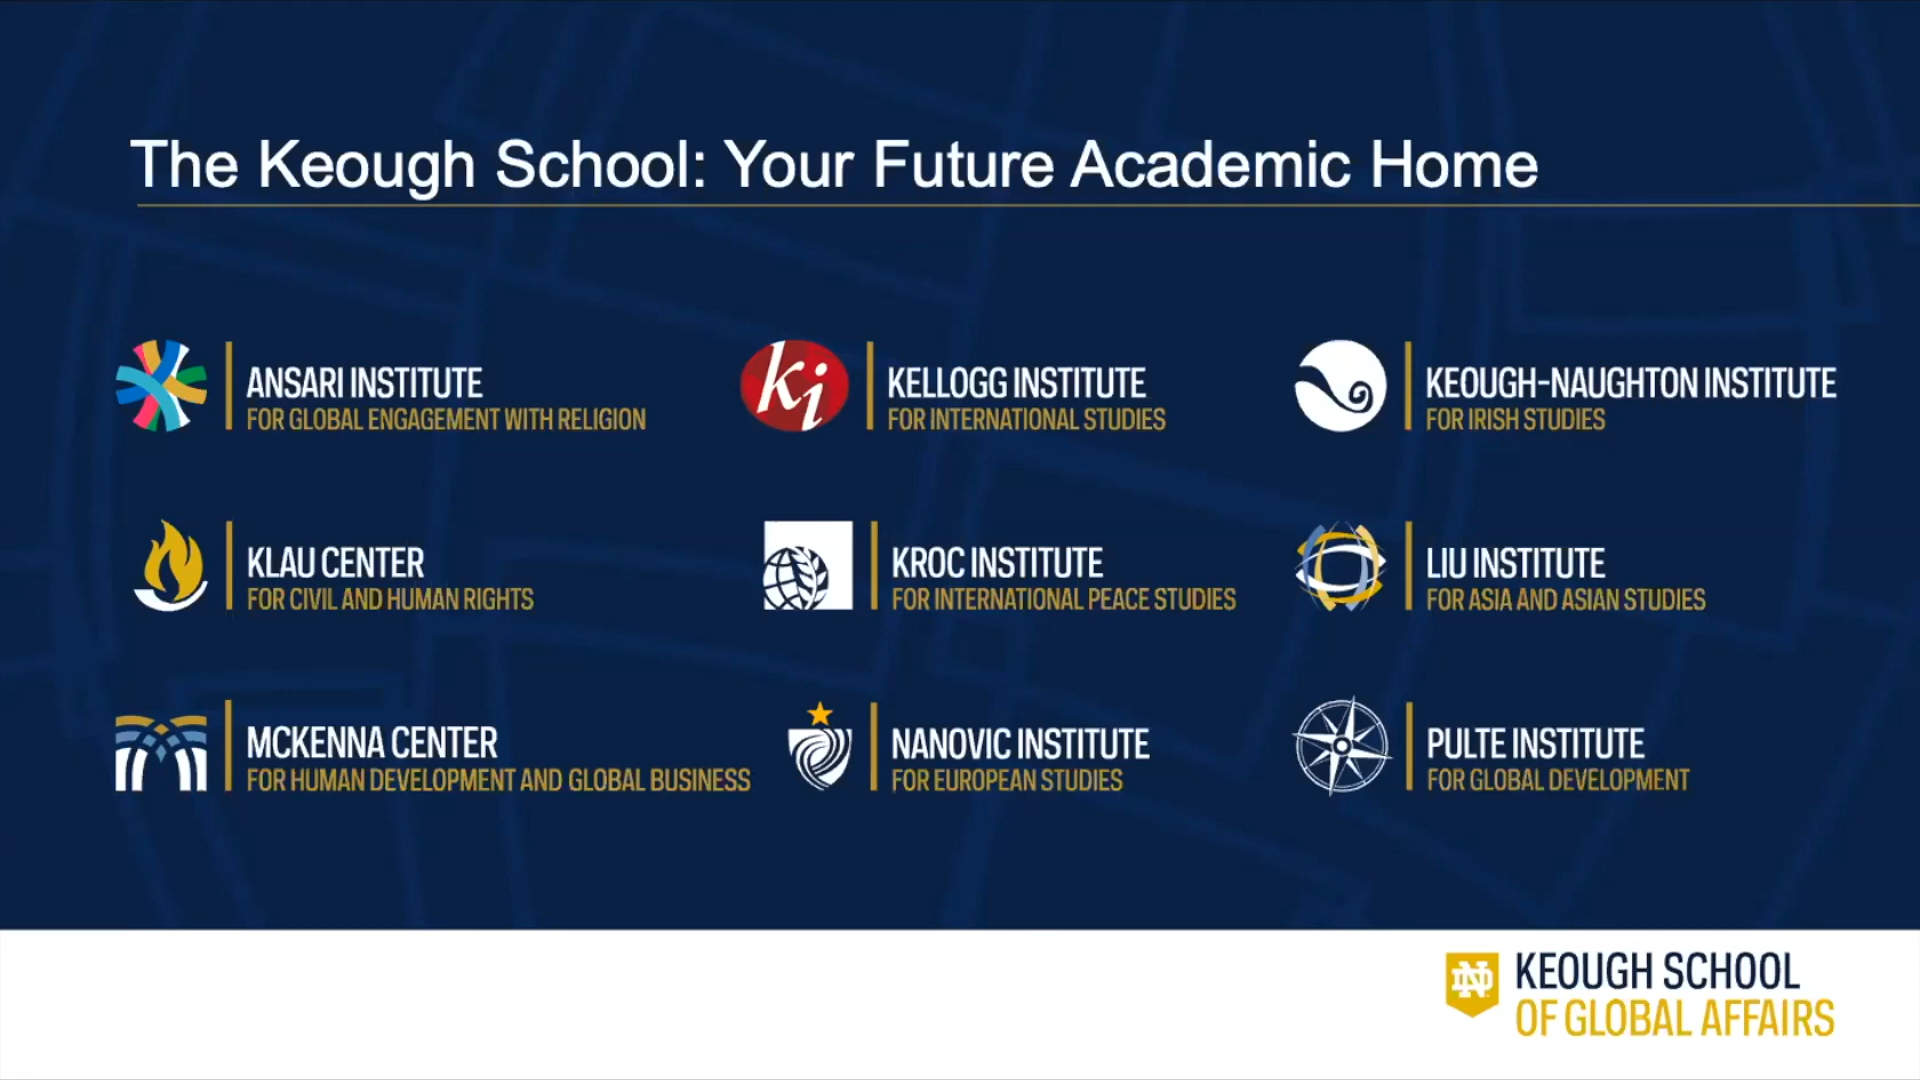 The Keough School: Your Future Academic Home
ANSARI INSTITUTE
FOR GLOBAL ENGAGEMENT WITH RELIGION
ki
KELLOGG INSTITUTE
FOR INTERNATIONAL STUDIES
KEOUGH-NAUGHTON INSTITUTE
FOR IRISH STUDIES
KLAU CENTER
FOR CIVIL AND HUMAN RIGHTS
KROC INSTITUTE
FOR INTERNATIONAL PEACE STUDIES
LIU INSTITUTE
FOR ASIA AND ASIAN STUDIES
MCKENNA CENTER
FOR HUMAN DEVELOPMENT AND GLOBAL BUSINESS
NANOVIC INSTITUTE
FOR EUROPEAN STUDIES
PULTE INSTITUTE
FOR GLOBAL DEVELOPMENT
ND
KEOUGH SCHOOL
OF GLOBAL AFFAIRS